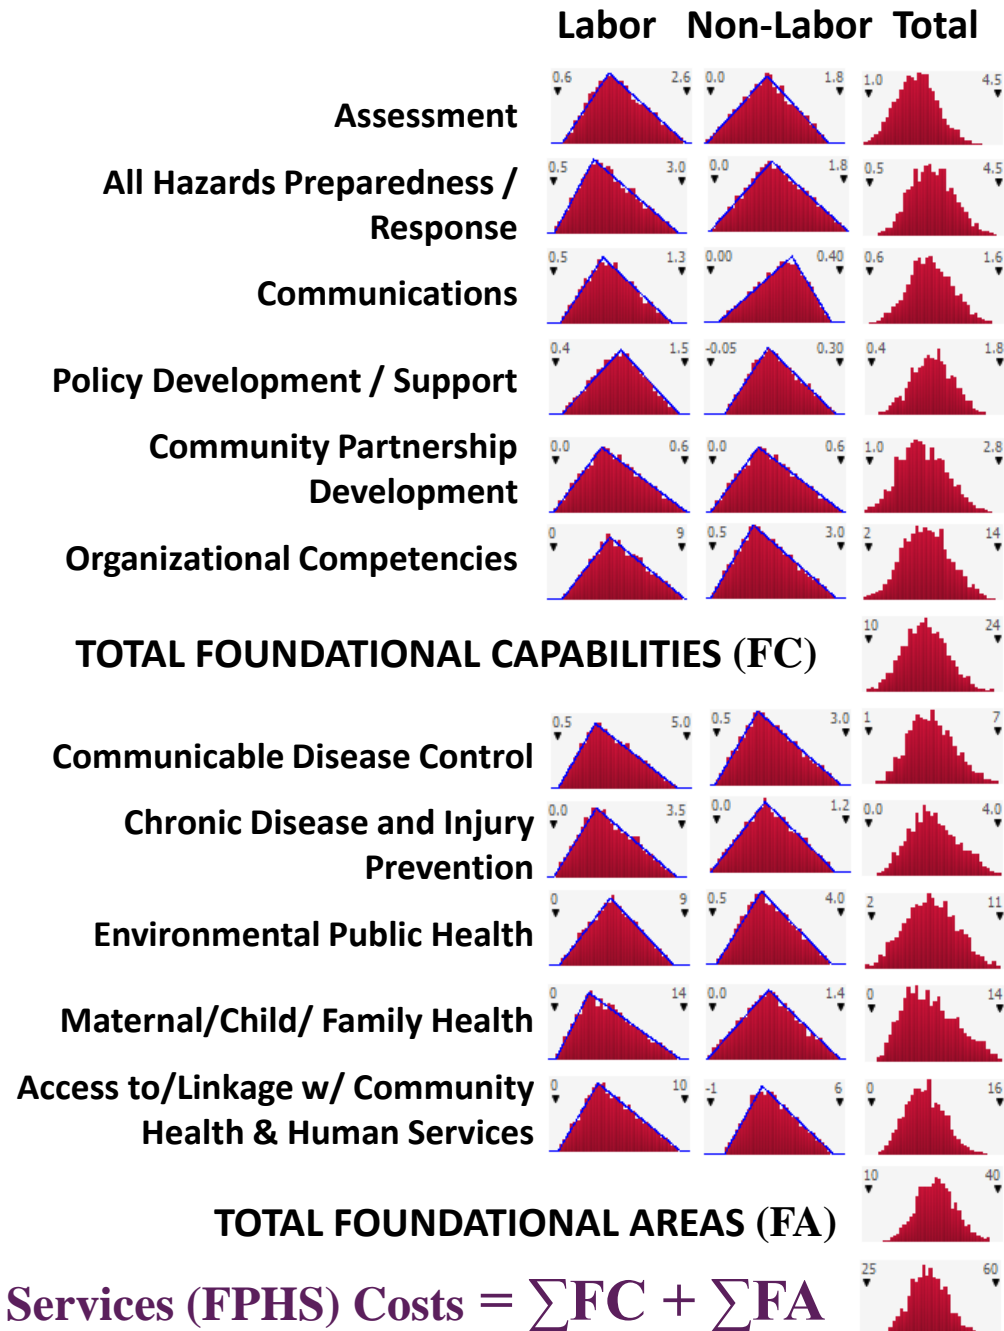 Labor Non-Labor Total
0.6 2.6 0.0 1.8 1.0 4.5
Assessment
All Hazards Preparedness /
0.5 3.0 0.0 1.8 0.5 4.5
Response
0.5 1.3 0.00 0.40 0.6 1.6
Communications
0.4 1.5 -0.05 0.30 0.4 1.8
Policy Development / Support
Community Partnership
0.0 0.6 0.0 0.6 1.0 2.8
Development
0 9 0.5 3.0 2 14
Organizational Competencies
10 24
TOTAL FOUNDATIONAL CAPABILITIES (FC)
0.5 5.0 0.5 3.0 1 7
Communicable Disease Control
0.0 3.5 0.0 1.2 0.0 4.0
Chronic Disease and Injury
Prevention
0 9 0.5 4.0 2 11
Environmental Public Health
0 14 0.0 1.4 0 14
Maternal/Child/ Family Health
Access to/Linkage w/ Community
0 10 -1 6 0 16
Health & Human Services
10 40
TOTAL FOUNDATIONAL AREAS (FA)
25 60
Services (FPHS) Costs = ∑FC + ∑FA